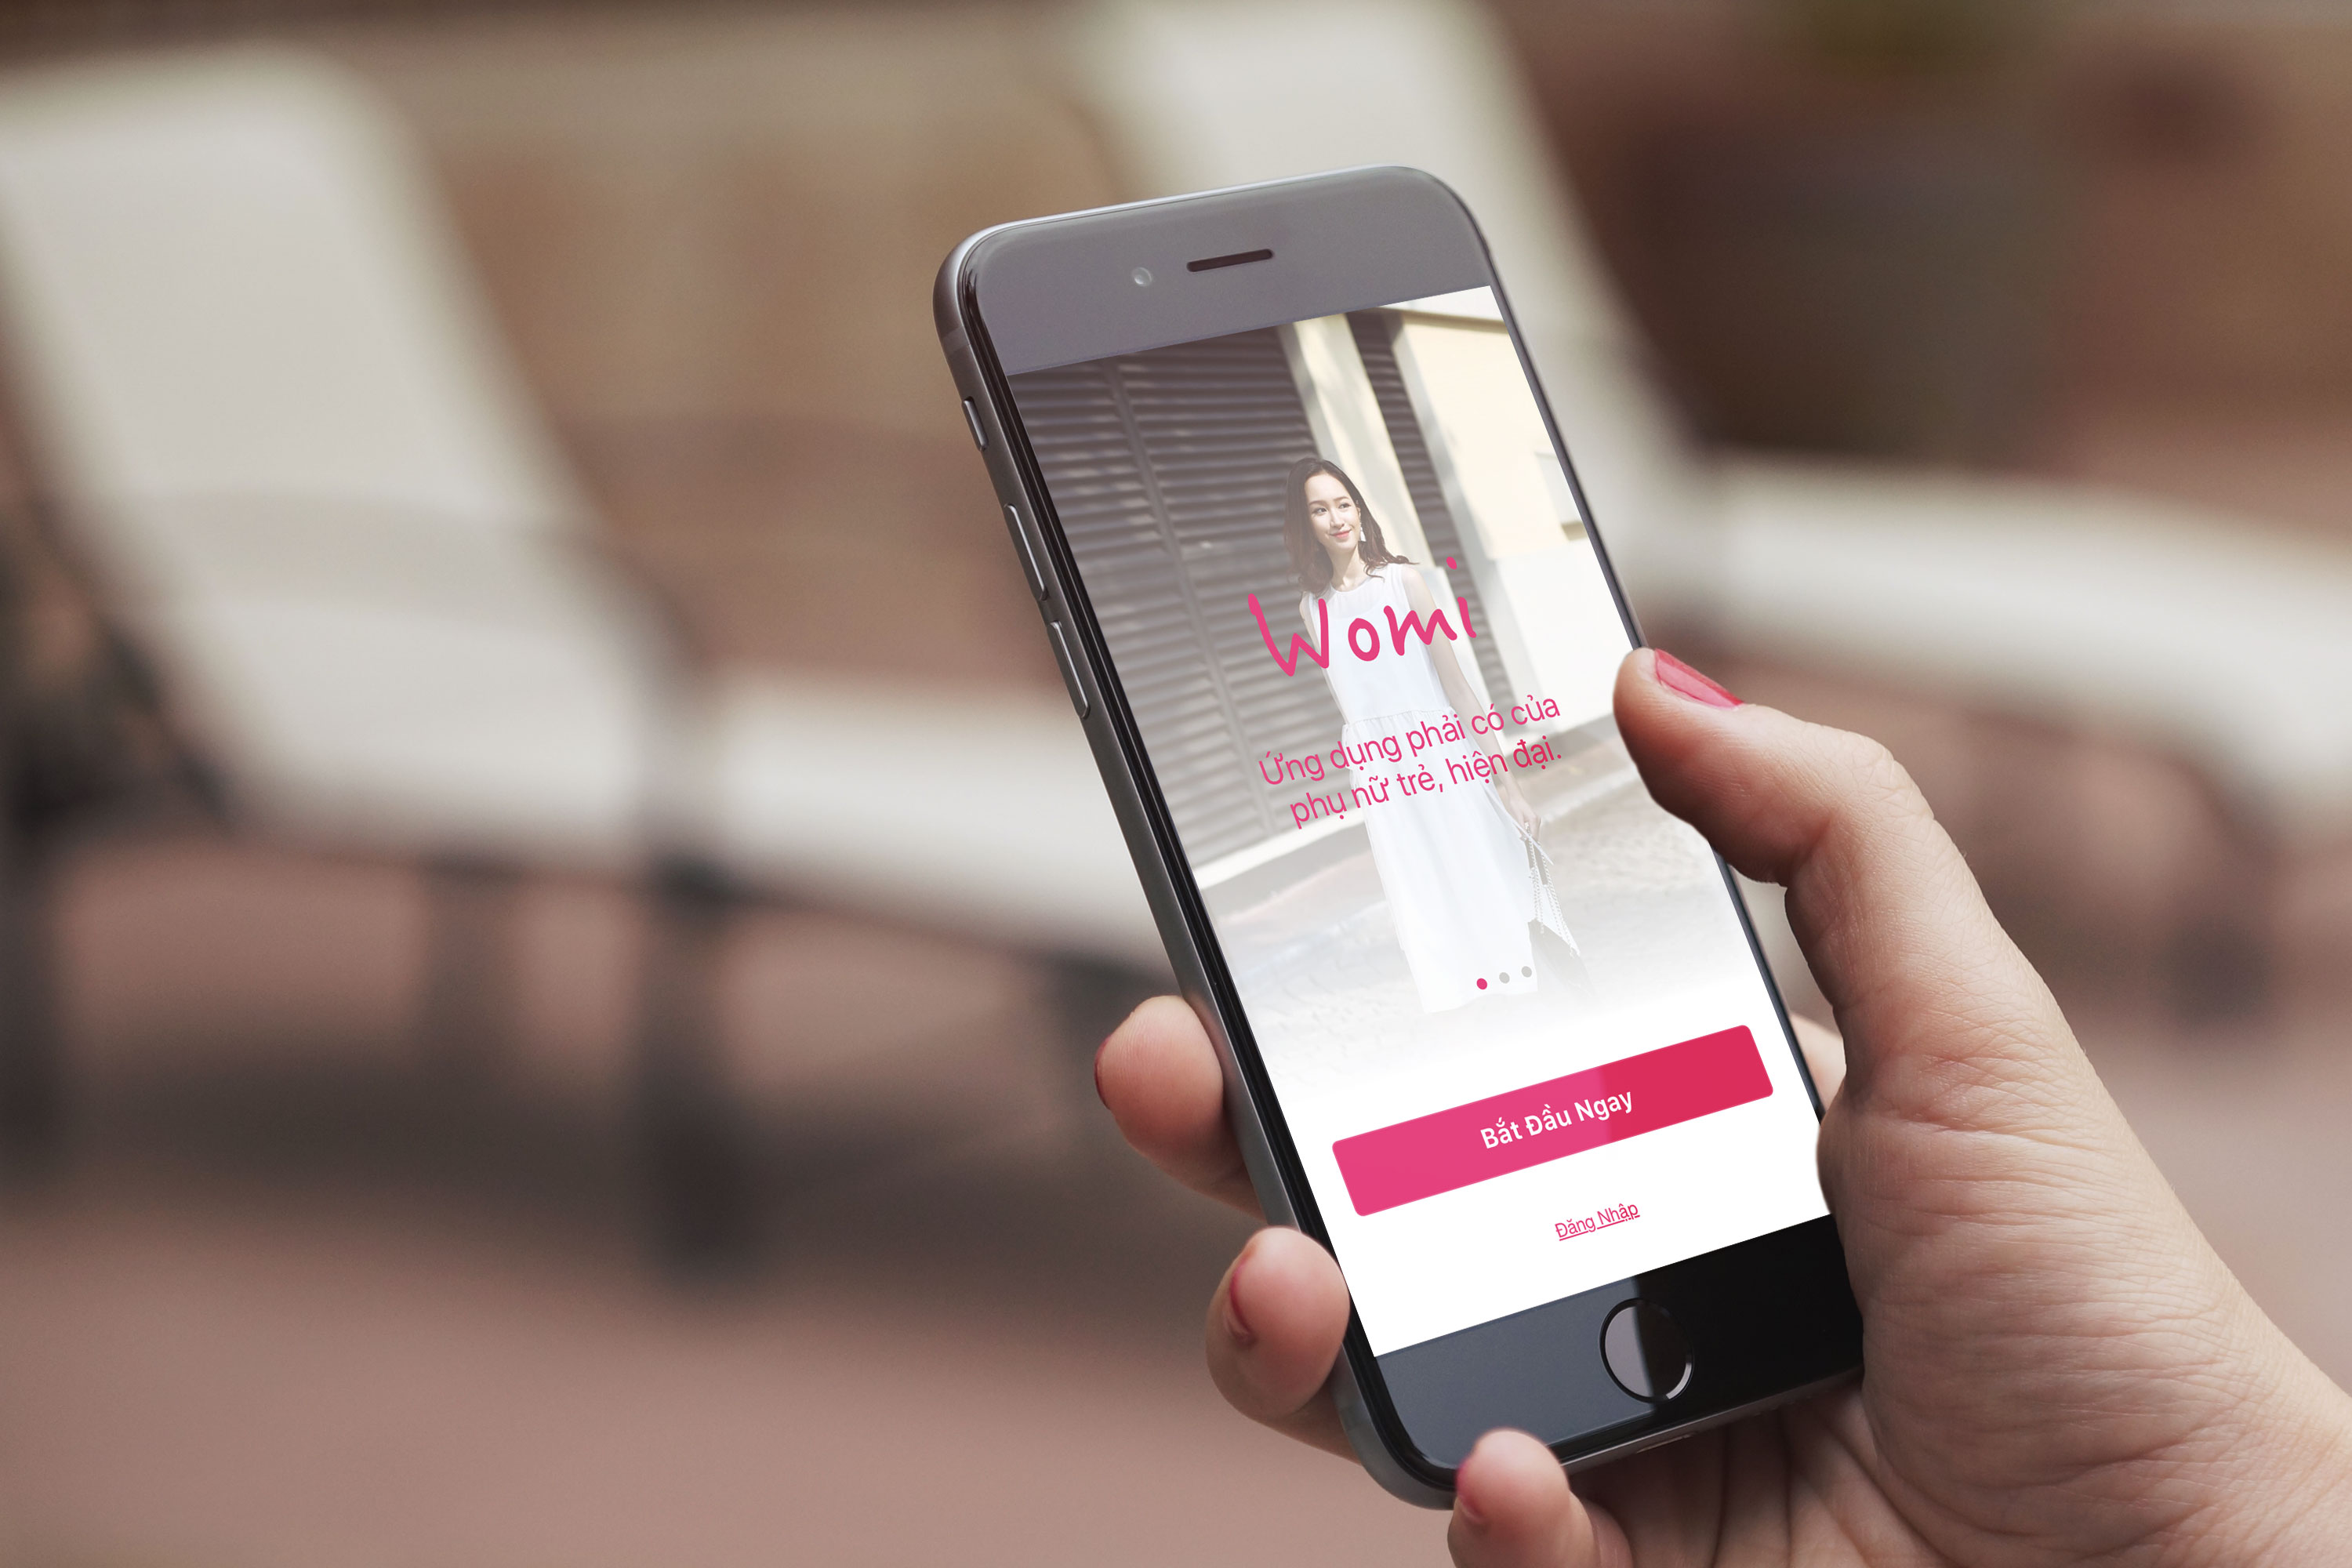 Womi
Ứng dụng phải có của
phụ nữ trẻ, hiện đại.
Bắt Đầu Ngay
Đăng Nhập